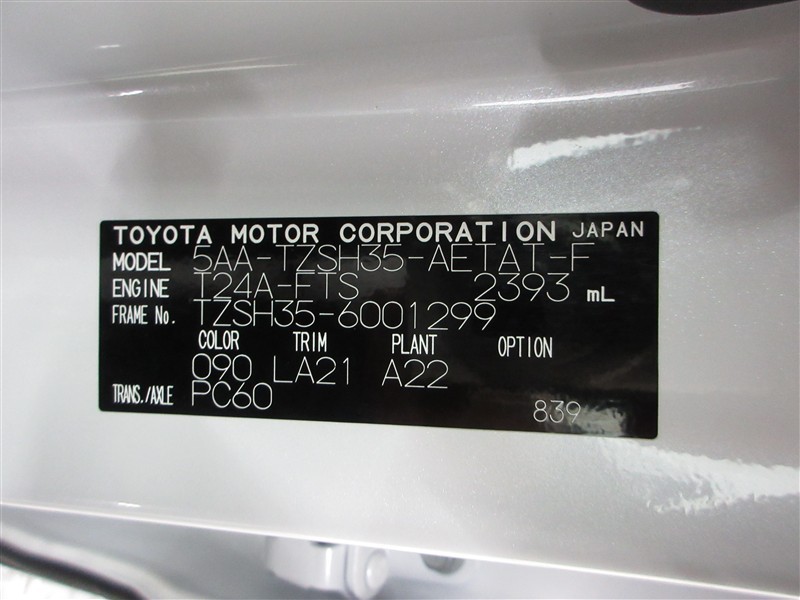 TOYOTA MOTOR CORPORATION JAPAN
MODEL 5AA-TZSH35-AETAT-F
ENGINE T24A-FTS 2393 mL
FRAME No. TZSH35-6001299
COLOR TRIM PLANT OPTION
090 LA21 A22
TRANS./AXLE PC60
839